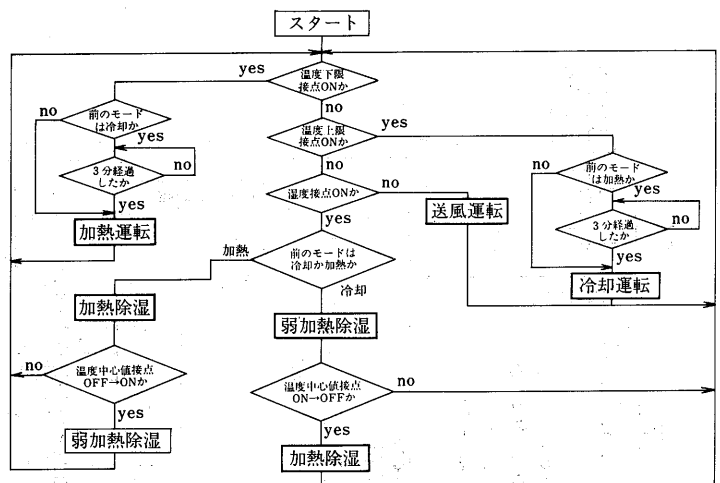 スタート
温度下限
接点ONか
yes
no
前のモード
は冷却か
no
yes
3分経過
したか
no
yes
加熱運転
温度上限
接点ONか
yes
no
前のモード
は加熱か
no
yes
3分経過
したか
no
yes
冷却運転
湿度接点ONか
no
yes
送風運転
前のモードは
冷却か加熱か
加熱
冷却
加熱除湿
温度中心値接点
OFF→ONか
no
yes
弱加熱除湿
弱加熱除湿
温度中心値接点
ON→OFFか
no
yes
加熱除湿